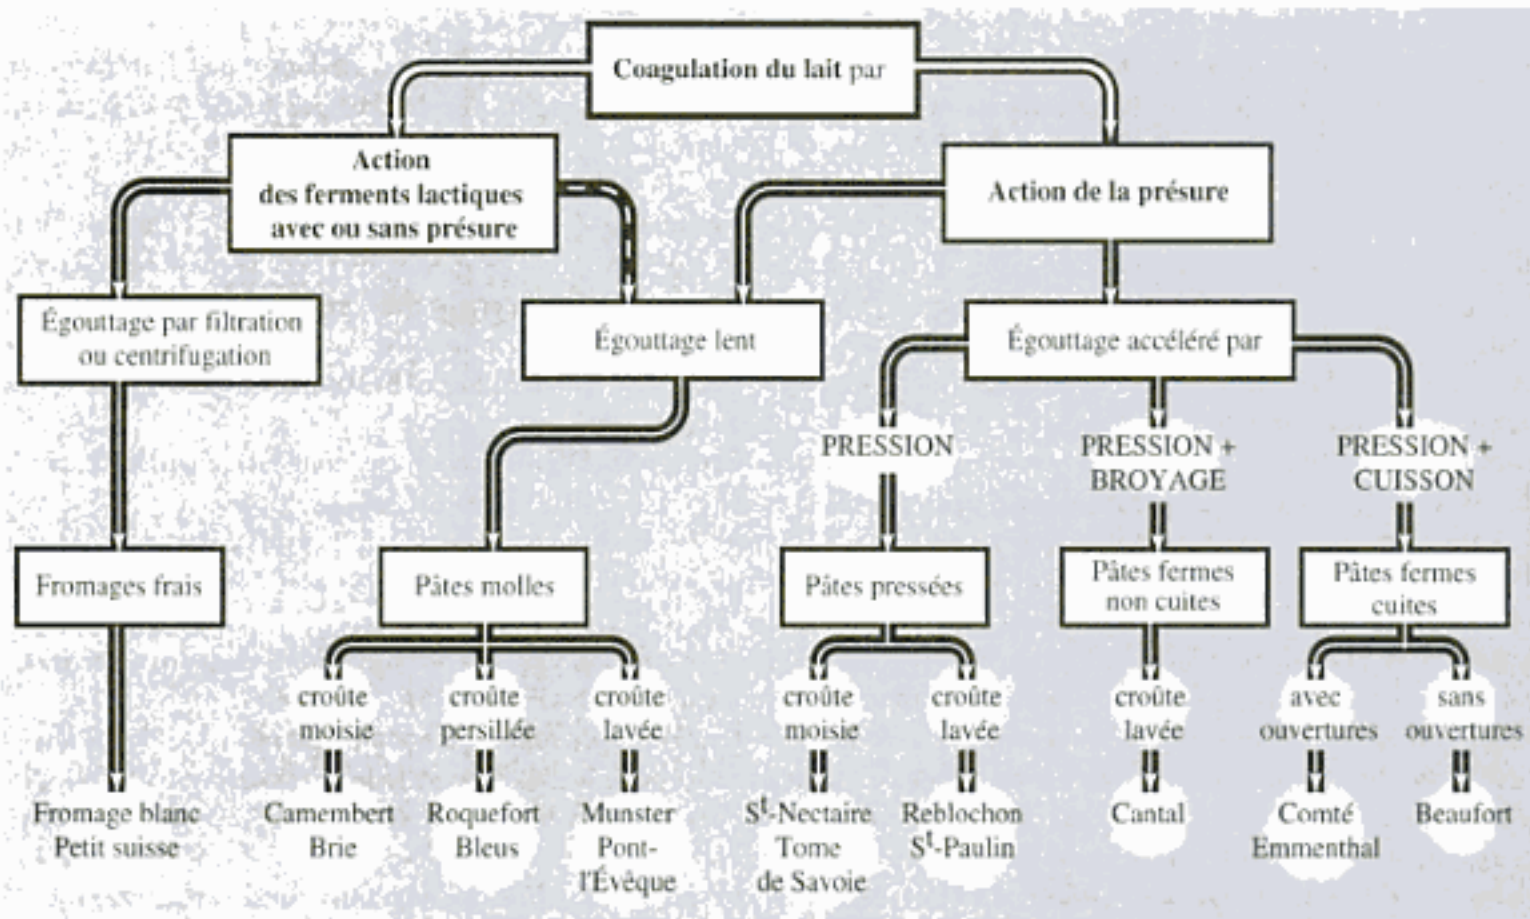 Coagulation du lait par
Action
des ferments lactiques
avec ou sans présure
Action de la présure
Égouttage par filtration
ou centrifugation
Égouttage lent
Égouttage accéléré par
PRESSION
PRESSION +
BROYAGE
PRESSION +
CUISSON
Fromages frais
Pâtes molles
Pâtes pressées
Pâtes fermes
non cuites
Pâtes fermes
cuites
croûte
moisie
croûte
persillée
croûte
lavée
croûte
moisie
croûte
lavée
croûte
lavée
avec
ouvertures
sans
ouvertures
Fromage blanc
Petit suisse
Camembert
Brie
Roquefort
Bleus
Munster
Pont-
l'Évêque
St-Nectaire
Tome
de Savoie
Reblochon
St-Paulin
Cantal
Comté
Emmenthal
Beaufort